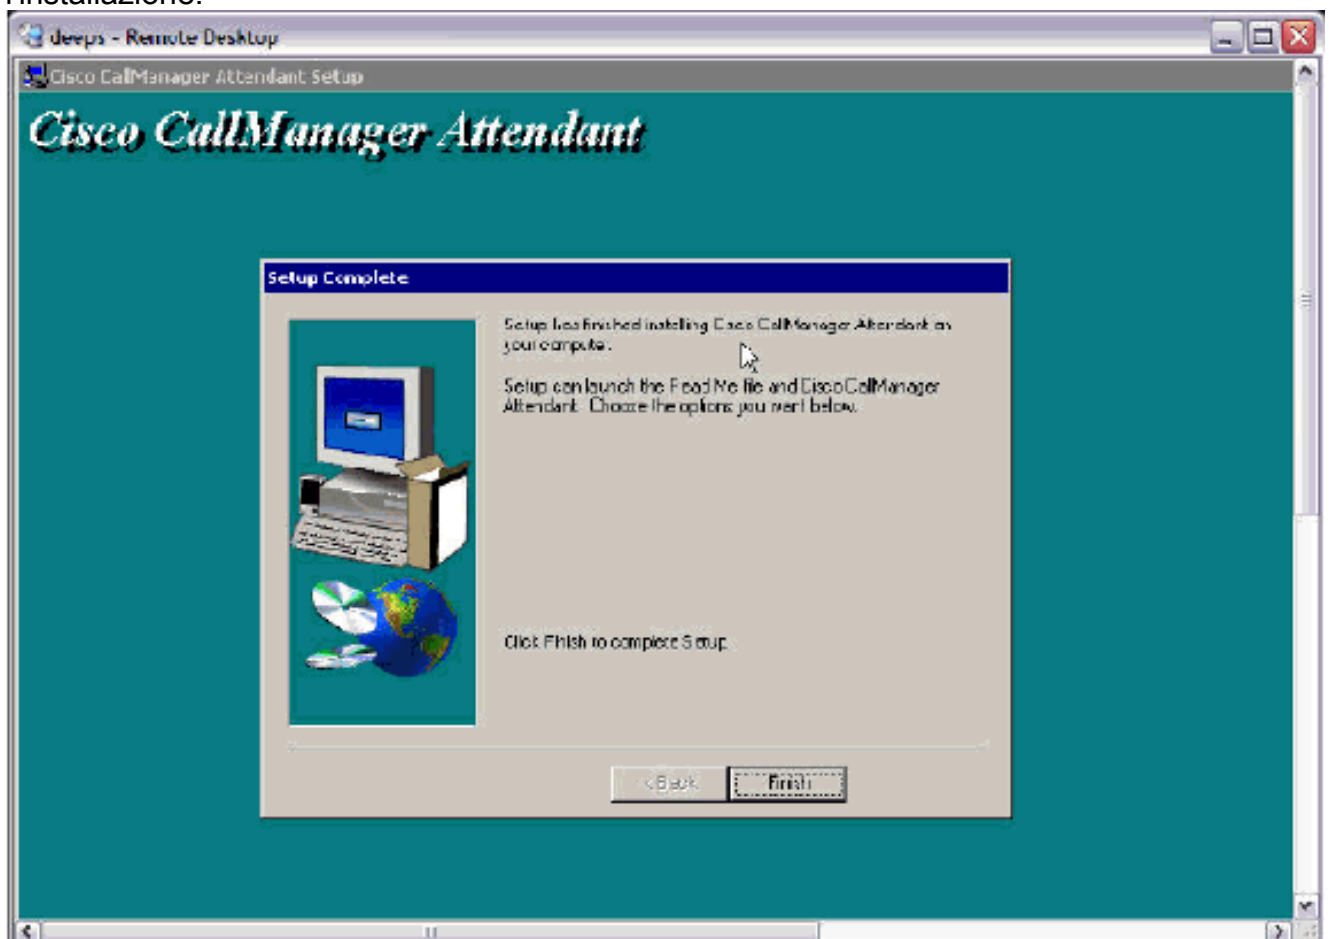 l'installazione.
deeps - Remote Desktop
Cisco CallManager Attendant Setup
Cisco CallManager Attendant
Setup Complete
Setup has finished installing Cisco CallManager Attendant on
your computer.
Setup can launch the Read Me file and Cisco CallManager
Attendant. Choose the options you want below.
Click Finish to complete Setup.
< Back
Finish